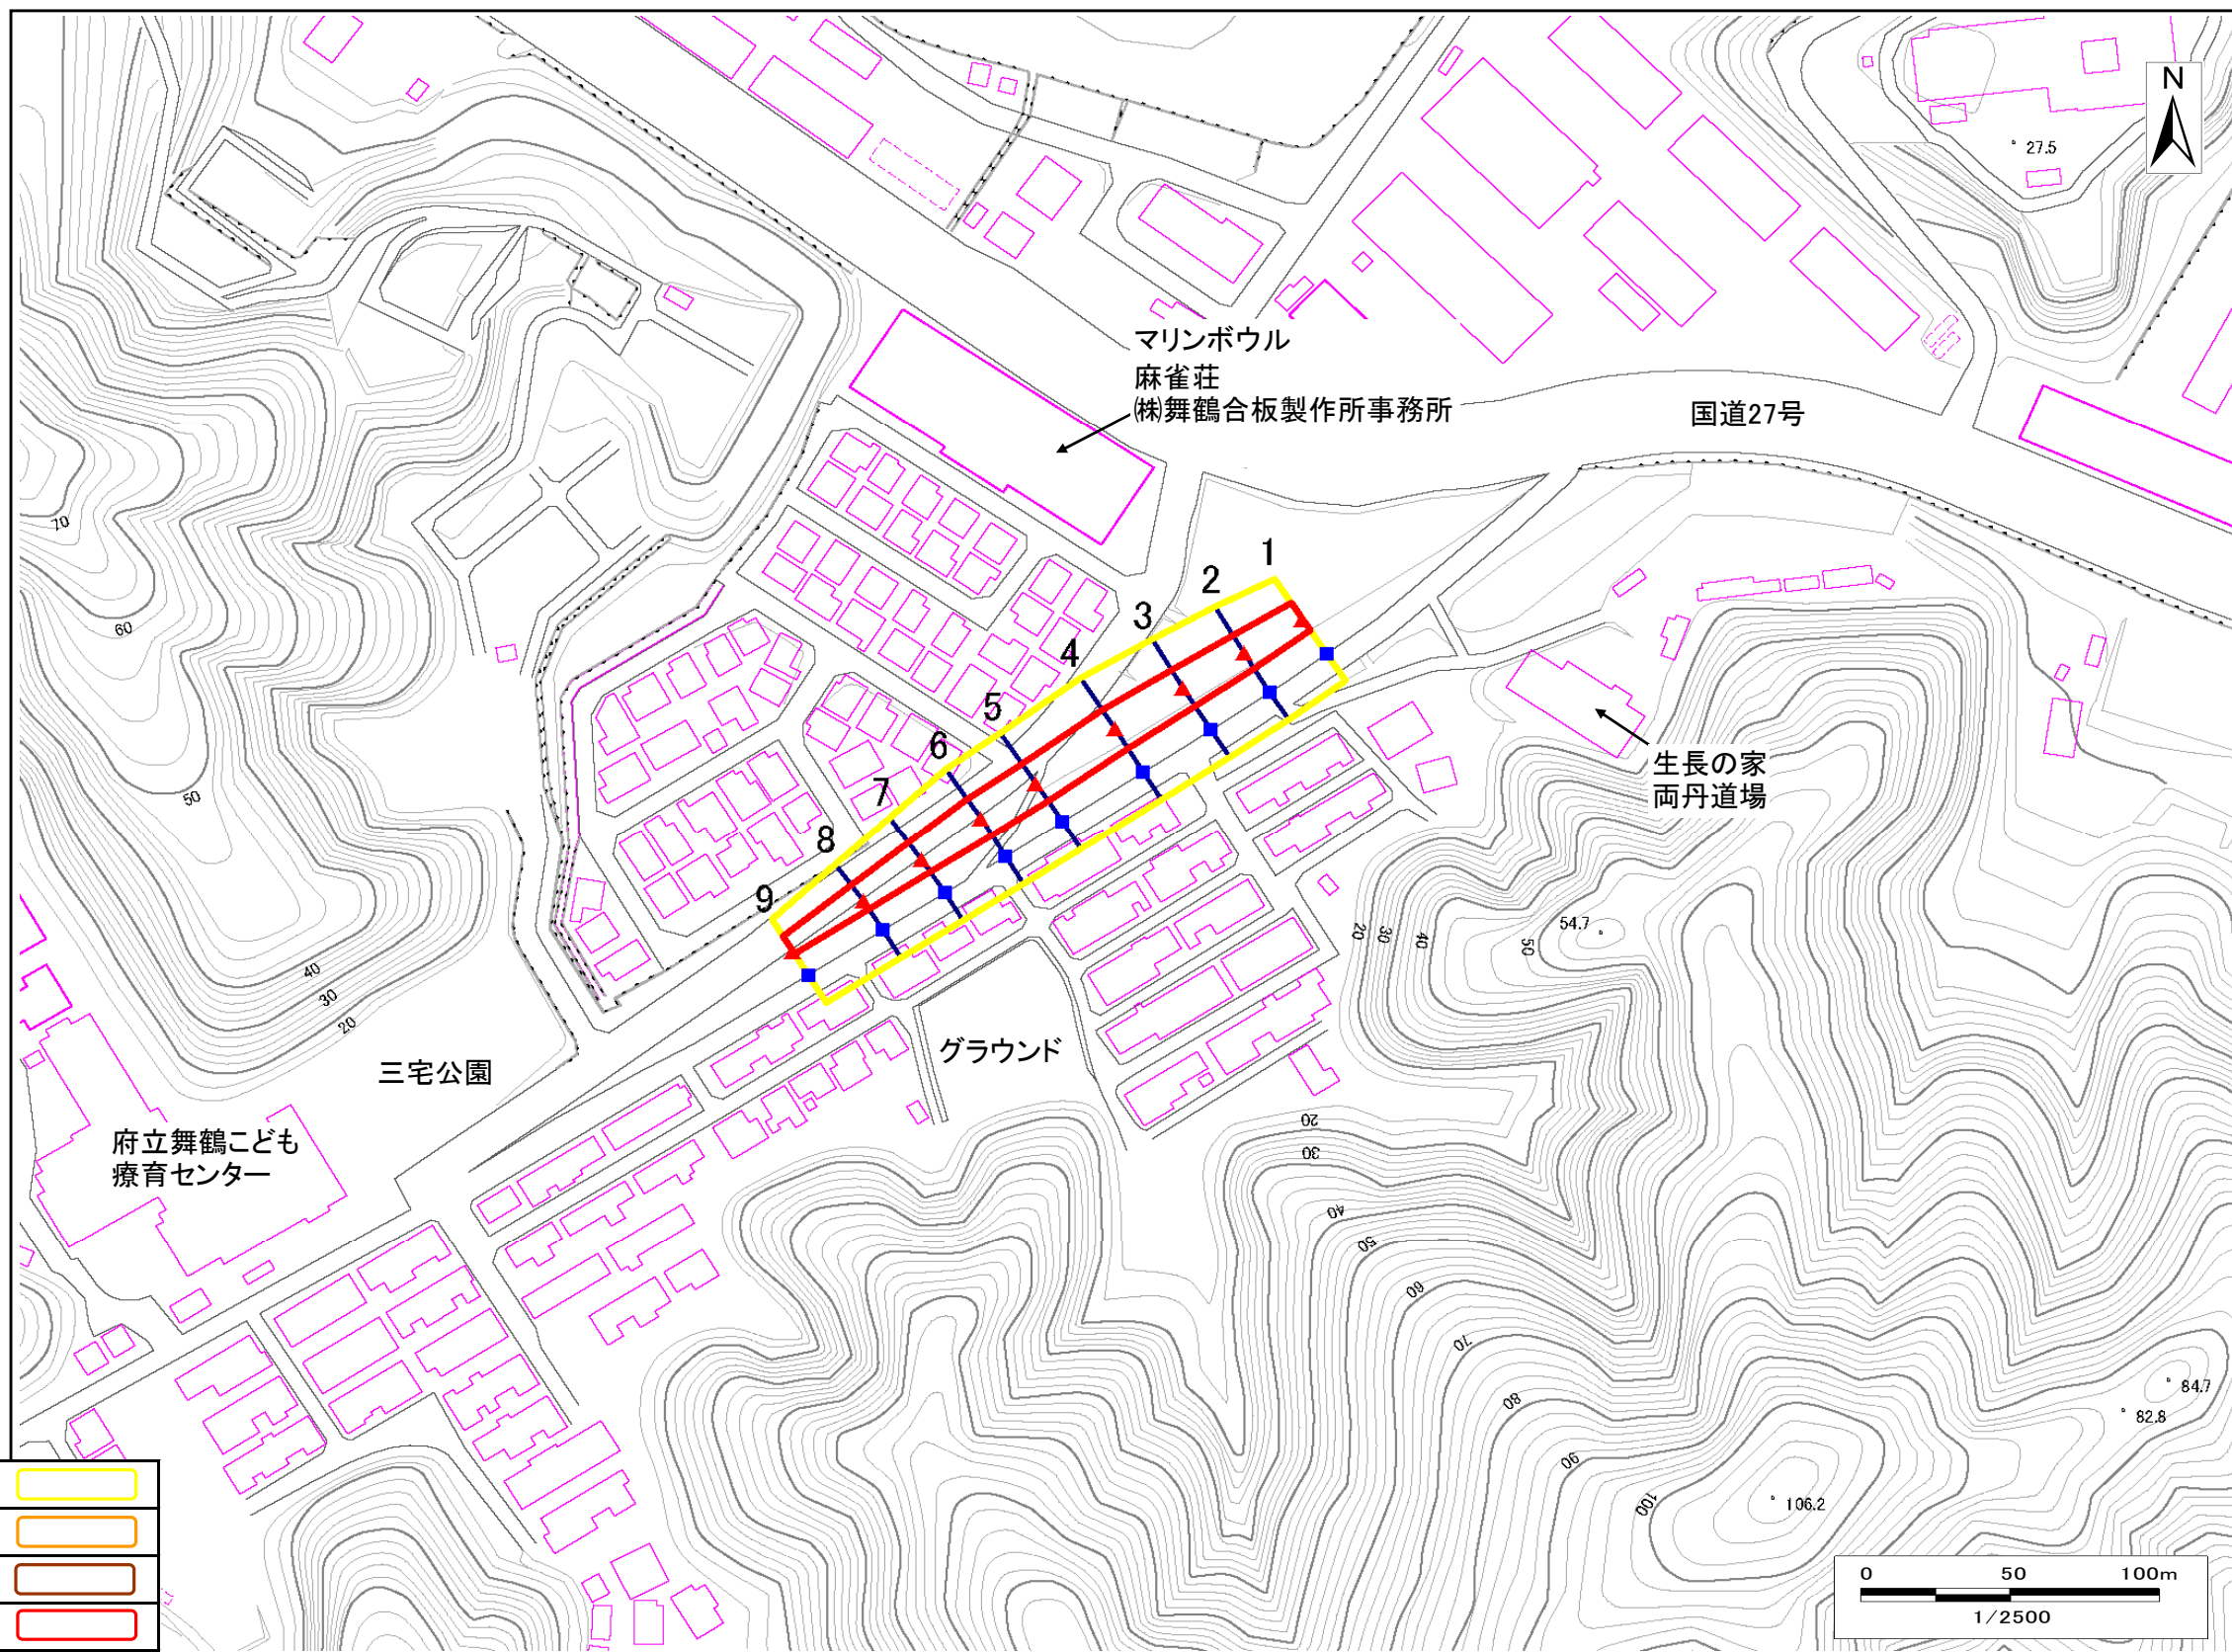 N
27.5
マリンボウル
麻雀荘
㈱舞鶴合板製作所事務所
国道27号
70
60
50
40
30
20
1
2
3
4
5
6
7
8
9
生長の家
両丹道場
54.7
20
30
40
50
三宅公園
グラウンド
府立舞鶴こども
療育センター
20
30
40
50
60
70
80
90
100
84.7
82.8
106.2
0 50 100m
1/2500